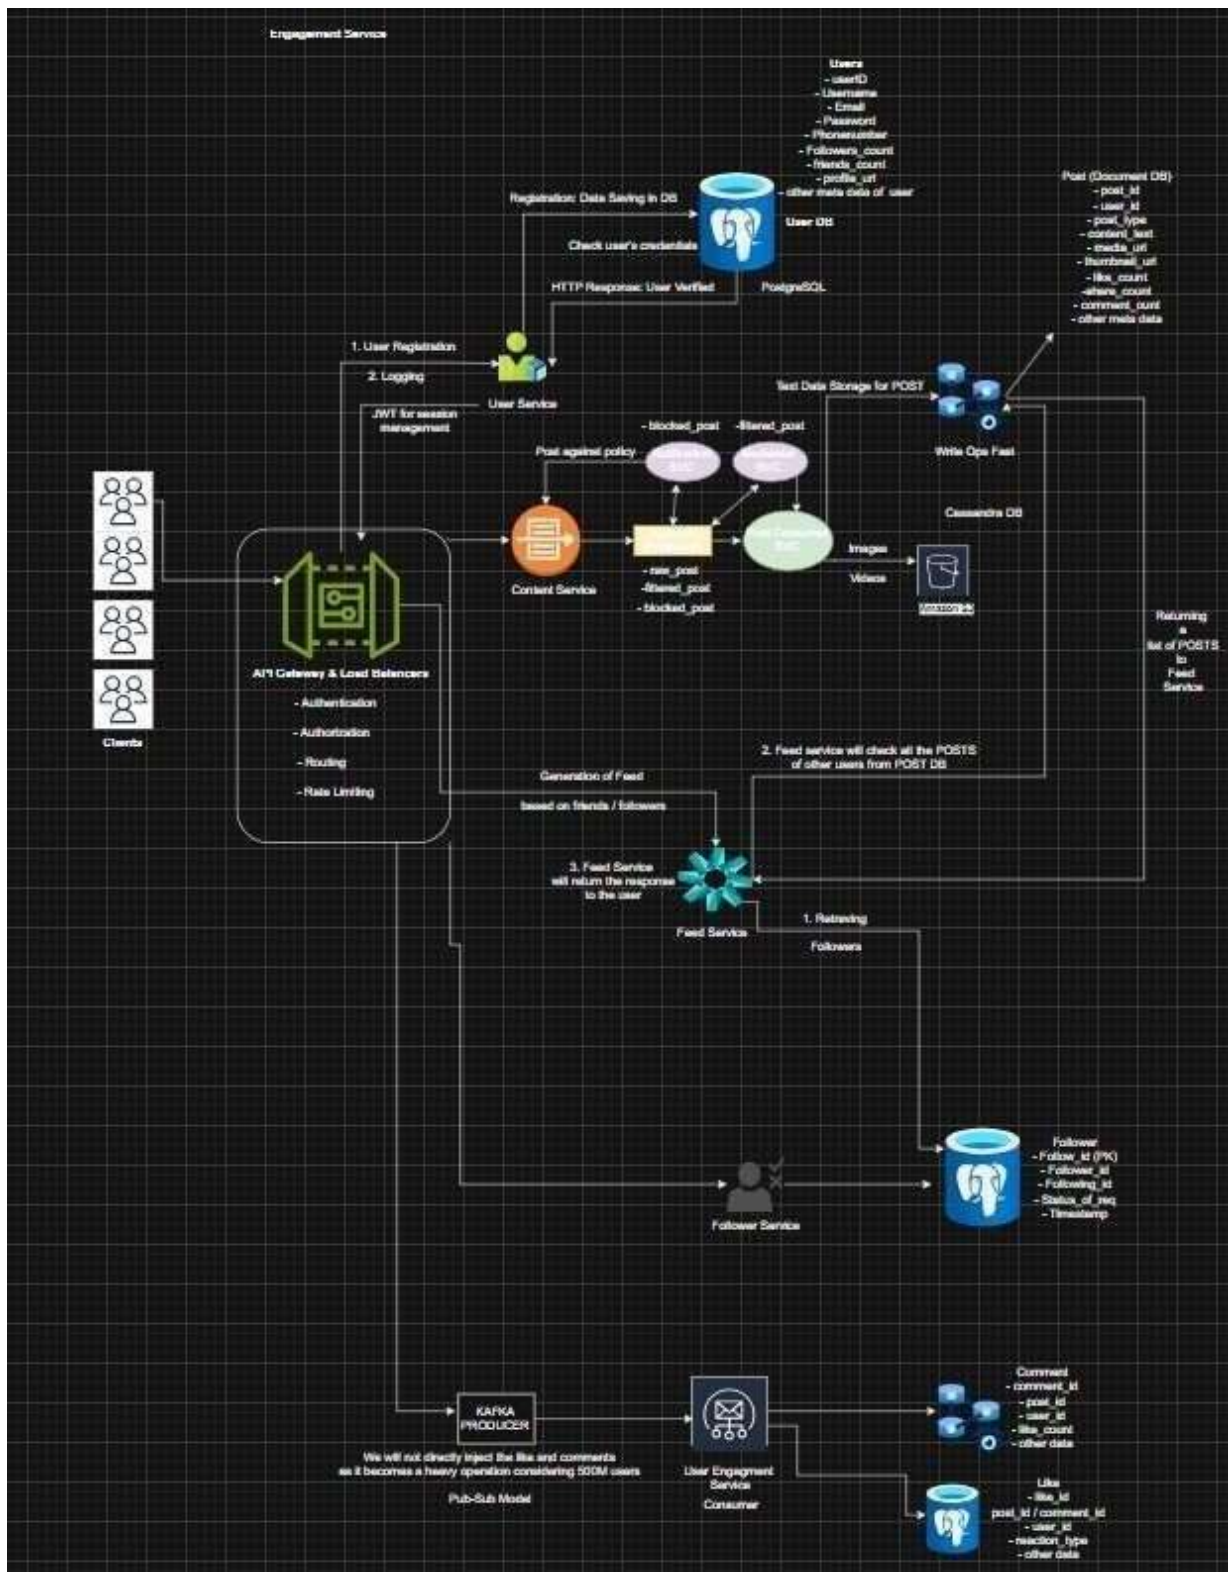 Engagement Service
Users
- userID
- Username
- Email
- Password
- Phonenumber
- Followers_count
- friends_count
- profile_url
- other meta data of user
User DB
PostgreSQL
Registration: Data Saving in DB
Check user's credentials
HTTP Response: User Verified
Post (Document DB)
- post_id
- user_id
- post_type
- content_text
- media_url
- thumbnail_url
- like_count
-share_count
- comment_ount
- other meta data
1. User Registration
2. Logging
User Service
JWT for session
management
Text Data Storage for POST
Write Ops Fast
Cassandra DB
- blocked_post
-filtered_post
Post against policy
Content Service
- raw_post
-filtered_post
- blocked_post
Images
Videos
Amazon S3
Returning
a
list of POSTS
to
Feed
Service
Clients
API Gateway & Load Balancers
- Authentication
- Authorization
- Routing
- Rate Limiting
2. Feed service will check all the POSTS
of other users from POST DB
Generation of Feed
based on friends / followers
3. Feed Service
will return the response
to the user
Feed Service
1. Retreving
Followers
Follower Service
Follower
- Follow_id (PK)
- Follower_id
- Following_id
- Status_of_req
- Timestamp
KAFKA
PRODUCER
We will not directly inject the like and comments
as it becomes a heavy operation considering 500M users
Pub-Sub Model
User Engagment
Service
Consumer
Comment
- comment_id
- post_id
- user_id
- like_count
- other data
Like
- like_id
post_id / comment_id
- user_id
- reaction_type
- other data